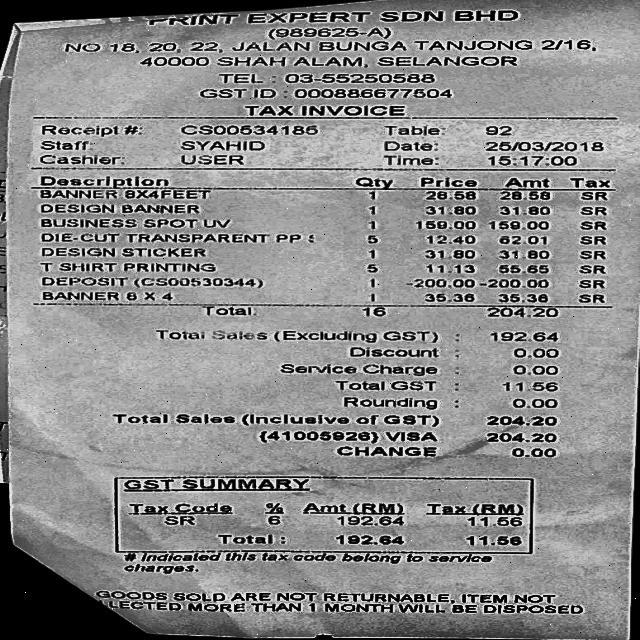 PRINT EXPERT SDN BHD
(989625-A)
NO 18, 20, 22, JALAN BUNGA TANJONG 2/16,
40000 SHAH ALAM, SELANGOR
TEL : 03-55250588
GST ID : 000886677504
TAX INVOICE
Receipt #: CS00534185 Table: 92
Staff: SYAHID Date: 25/03/2018
Cashier: USER Time: 15:17:00
Description Qty Price Amt Tax
BANNER 8X4FEET 1 28.58 28.58 SR
DESIGN BANNER 1 31.80 31.80 SR
BUSINESS SPOT UV 1 159.00 159.00 SR
DIE-CUT TRANSPARENT PP S 5 12.40 62.01 SR
DESIGN STICKER 1 31.80 31.80 SR
T SHIRT PRINTING 5 11.13 55.65 SR
DEPOSIT (CS00530344) 1 -200.00 -200.00 SR
BANNER 6 X 4 1 35.36 35.36 SR
Total: 16 204.20
Total Sales (Excluding GST) : 192.64
Discount : 0.00
Service Charge : 0.00
Total GST : 11.56
Rounding : 0.00
Total Sales (Inclusive of GST) : 204.20
{41005926} VISA 204.20
CHANGE 0.00
GST SUMMARY
Tax Code % Amt (RM) Tax (RM)
SR 6 192.64 11.56
Total : 192.64 11.56
# Indicated this tax code belong to service
charges.
GOODS SOLD ARE NOT RETURNABLE, ITEM NOT
LECTED MORE THAN 1 MONTH WILL BE DISPOSED